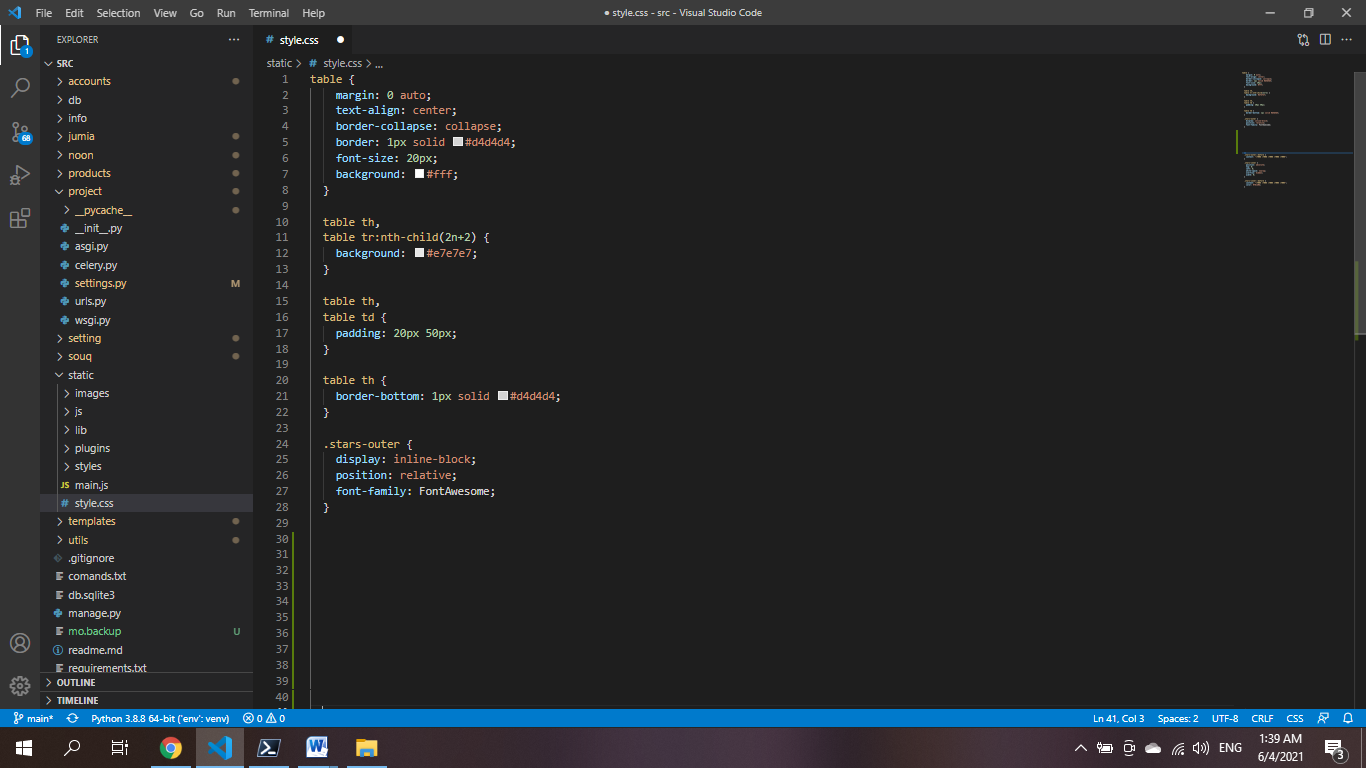 File Edit Selection View Go Run Terminal Help
● style.css - src - Visual Studio Code
EXPLORER
# style.css
SRC
static > # style.css > ...
accounts
db
info
jumia
noon
products
project
__pycache__
__init__.py
asgi.py
celery.py
settings.py M
urls.py
wsgi.py
setting
souq
static
images
js
lib
plugins
styles
JS main.js
# style.css
templates
utils
.gitignore
comands.txt
db.sqlite3
manage.py
mo.backup U
readme.md
requirements.txt
OUTLINE
TIMELINE
1
68
1 table {
2 margin: 0 auto;
3 text-align: center;
4 border-collapse: collapse;
5 border: 1px solid #d4d4d4;
6 font-size: 20px;
7 background: #fff;
8 }
9
10 table th,
11 table tr:nth-child(2n+2) {
12 background: #e7e7e7;
13 }
14
15 table th,
16 table td {
17 padding: 20px 50px;
18 }
19
20 table th {
21 border-bottom: 1px solid #d4d4d4;
22 }
23
24 .stars-outer {
25 display: inline-block;
26 position: relative;
27 font-family: FontAwesome;
28 }
29
30
31
32
33
34
35
36
37
38
39
40
main* Python 3.8.8 64-bit ('env': venv) 0 0 Ln 41, Col 3 Spaces: 2 UTF-8 CRLF CSS
ENG
1:39 AM
6/4/2021
3